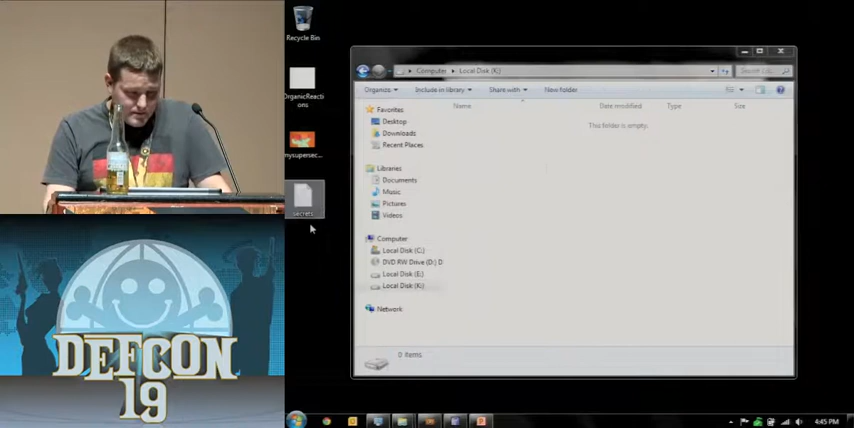 Recycle Bin
OrganicReacti
ons
mysupersec...
secrets
Computer
Local Disk (K:)
Organize
Include in library
Share with
New folder
Name
Date modified
Type
Size
This folder is empty.
Favorites
Desktop
Downloads
Recent Places
Libraries
Documents
Music
Pictures
Videos
Computer
Local Disk (C:)
DVD RW Drive (D:) D
Local Disk (E:)
Local Disk (K:)
Network
0 items
4:45 PM
DEFCON
19